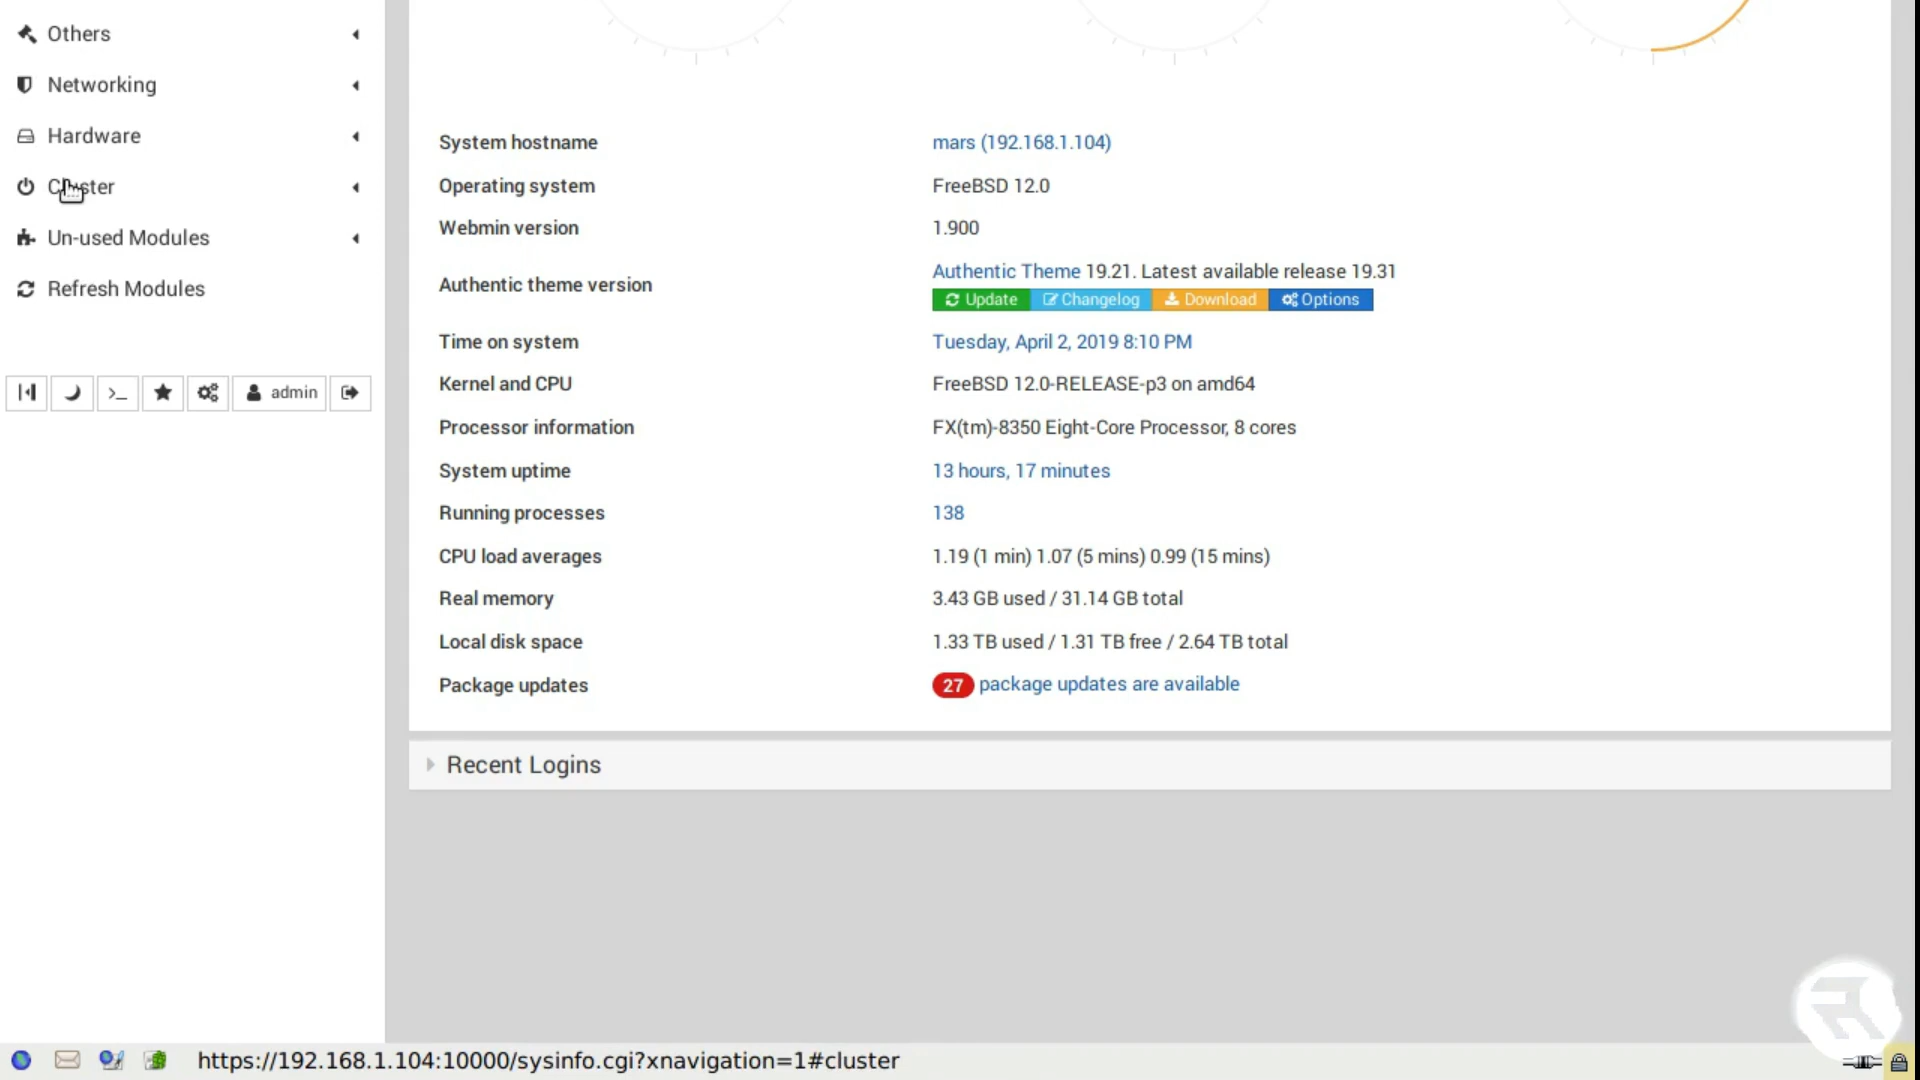 Others
Networking
Hardware
Cluster
Un-used Modules
Refresh Modules
>_
admin
System hostname mars (192.168.1.104)
Operating system FreeBSD 12.0
Webmin version 1.900
Authentic theme version Authentic Theme 19.21. Latest available release 19.31
Update Changelog Download Options
Time on system Tuesday, April 2, 2019 8:10 PM
Kernel and CPU FreeBSD 12.0-RELEASE-p3 on amd64
Processor information FX(tm)-8350 Eight-Core Processor, 8 cores
System uptime 13 hours, 17 minutes
Running processes 138
CPU load averages 1.19 (1 min) 1.07 (5 mins) 0.99 (15 mins)
Real memory 3.43 GB used / 31.14 GB total
Local disk space 1.33 TB used / 1.31 TB free / 2.64 TB total
Package updates 27 package updates are available
Recent Logins
https://192.168.1.104:10000/sysinfo.cgi?xnavigation=1#cluster